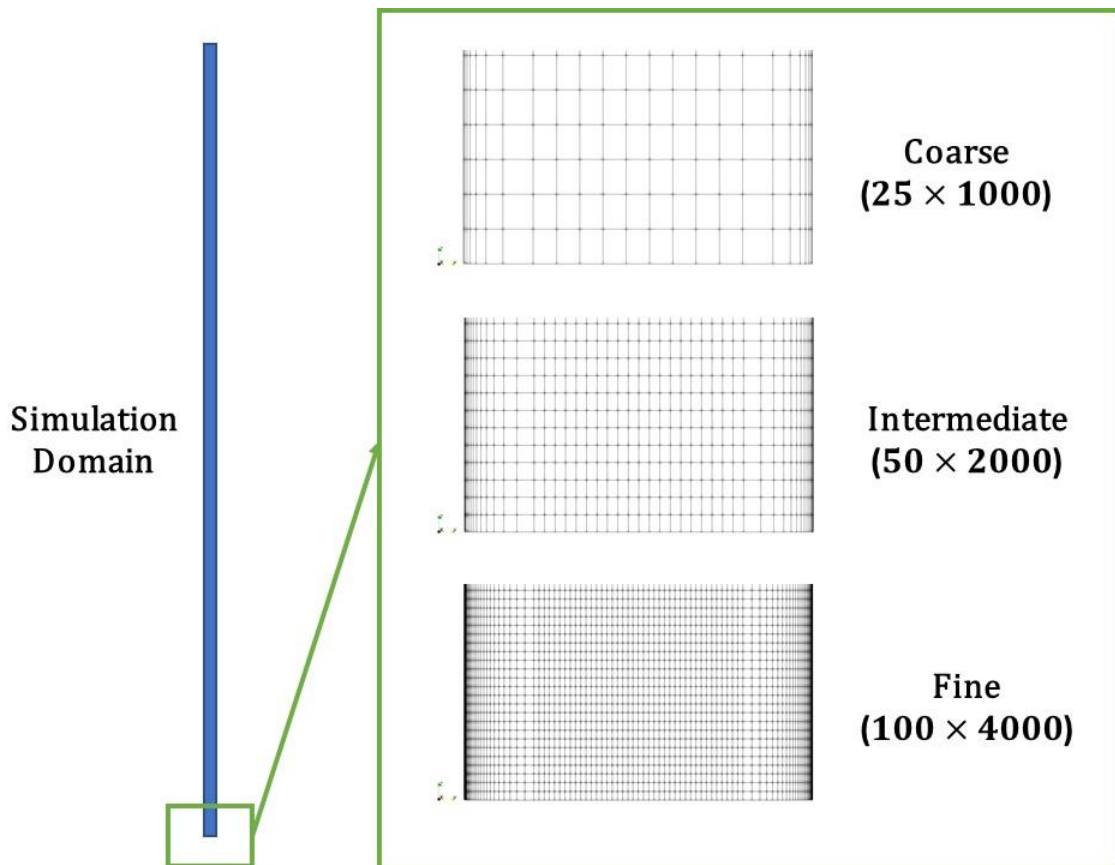 Simulation
Domain
Coarse
(25 × 1000)
Intermediate
(50 × 2000)
Fine
(100 × 4000)